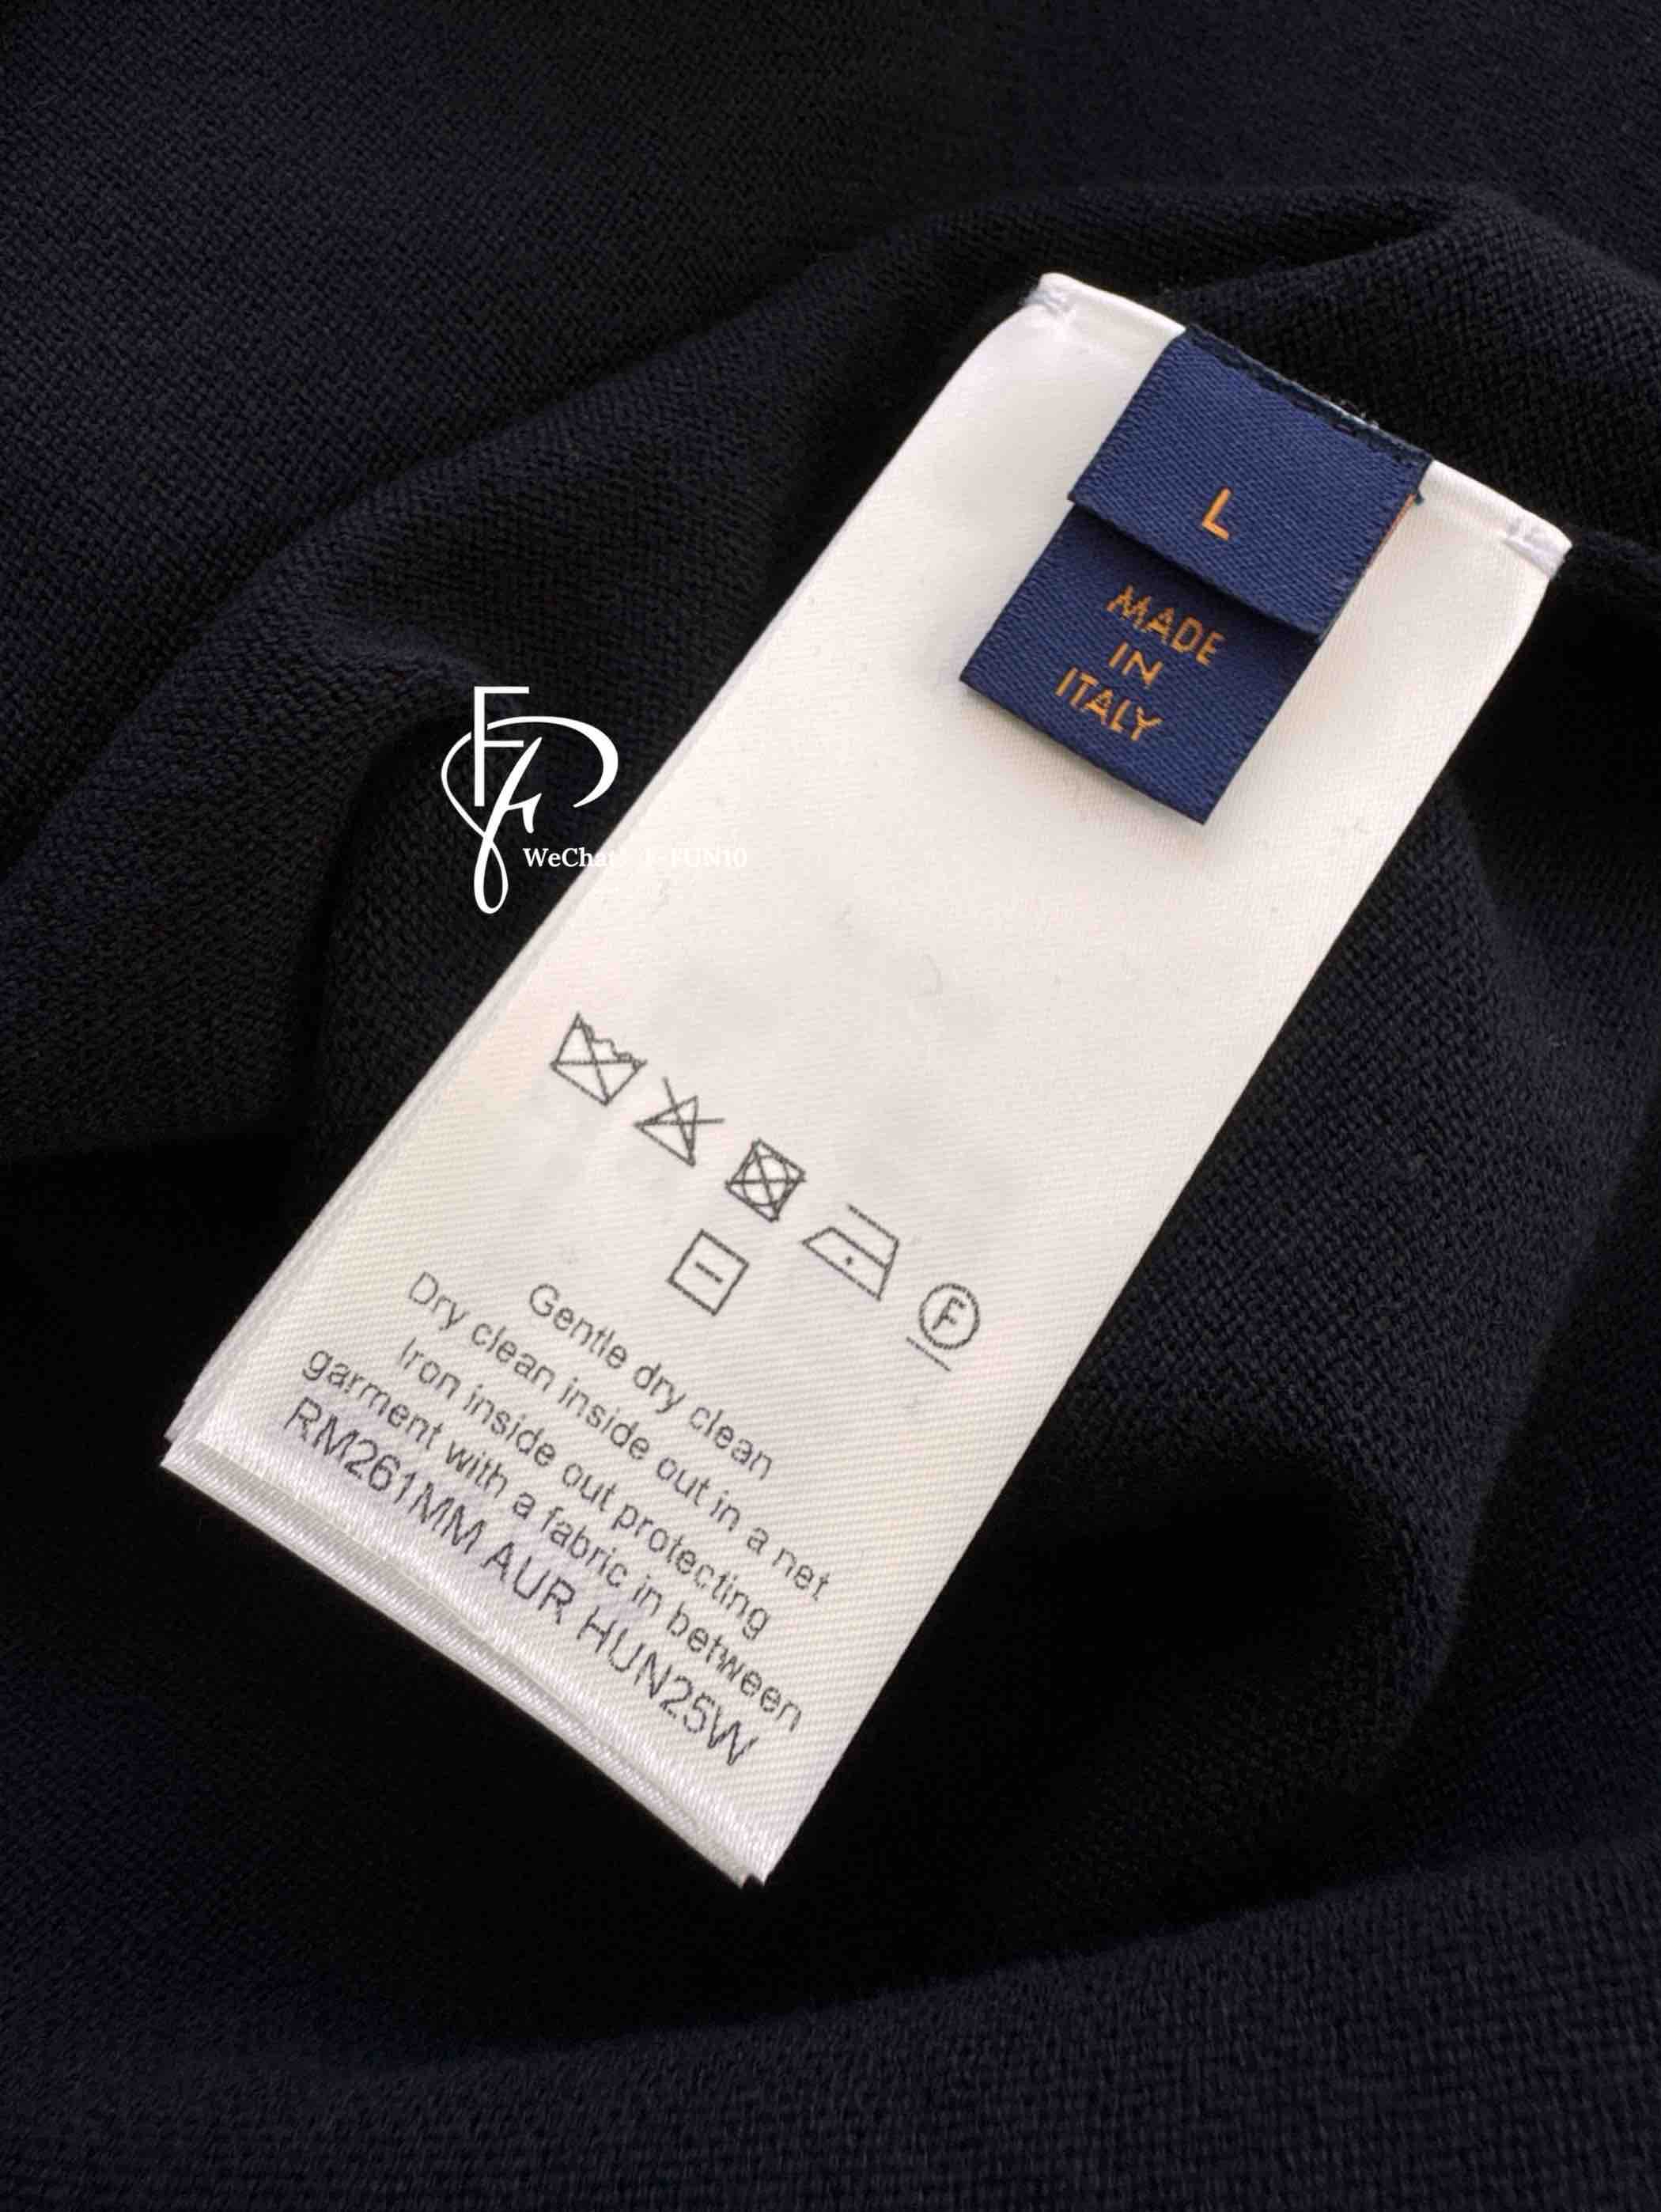 L
MADE
IN
ITALY
WeChat
F
Gentle dry clean
Dry clean inside out in a net
Iron inside out protecting
garment with a fabric in between
RM261MM AUR HUN25W